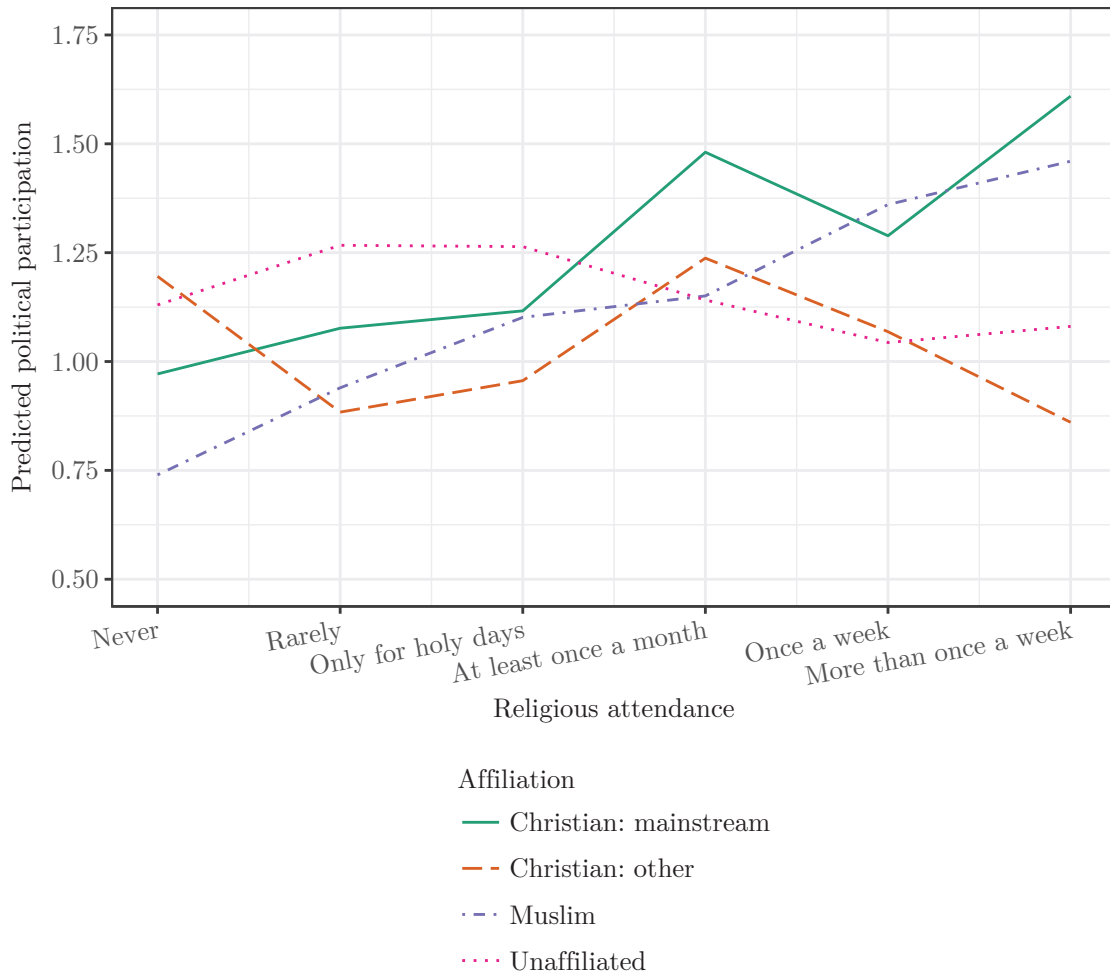 Predicted political participation
1.75
1.50
1.25
1.00
0.75
0.50
Never
Rarely
Only for holy days
At least once a month
Once a week
More than once a week
Religious attendance
Affiliation
Christian: mainstream
Christian: other
Muslim
Unaffiliated